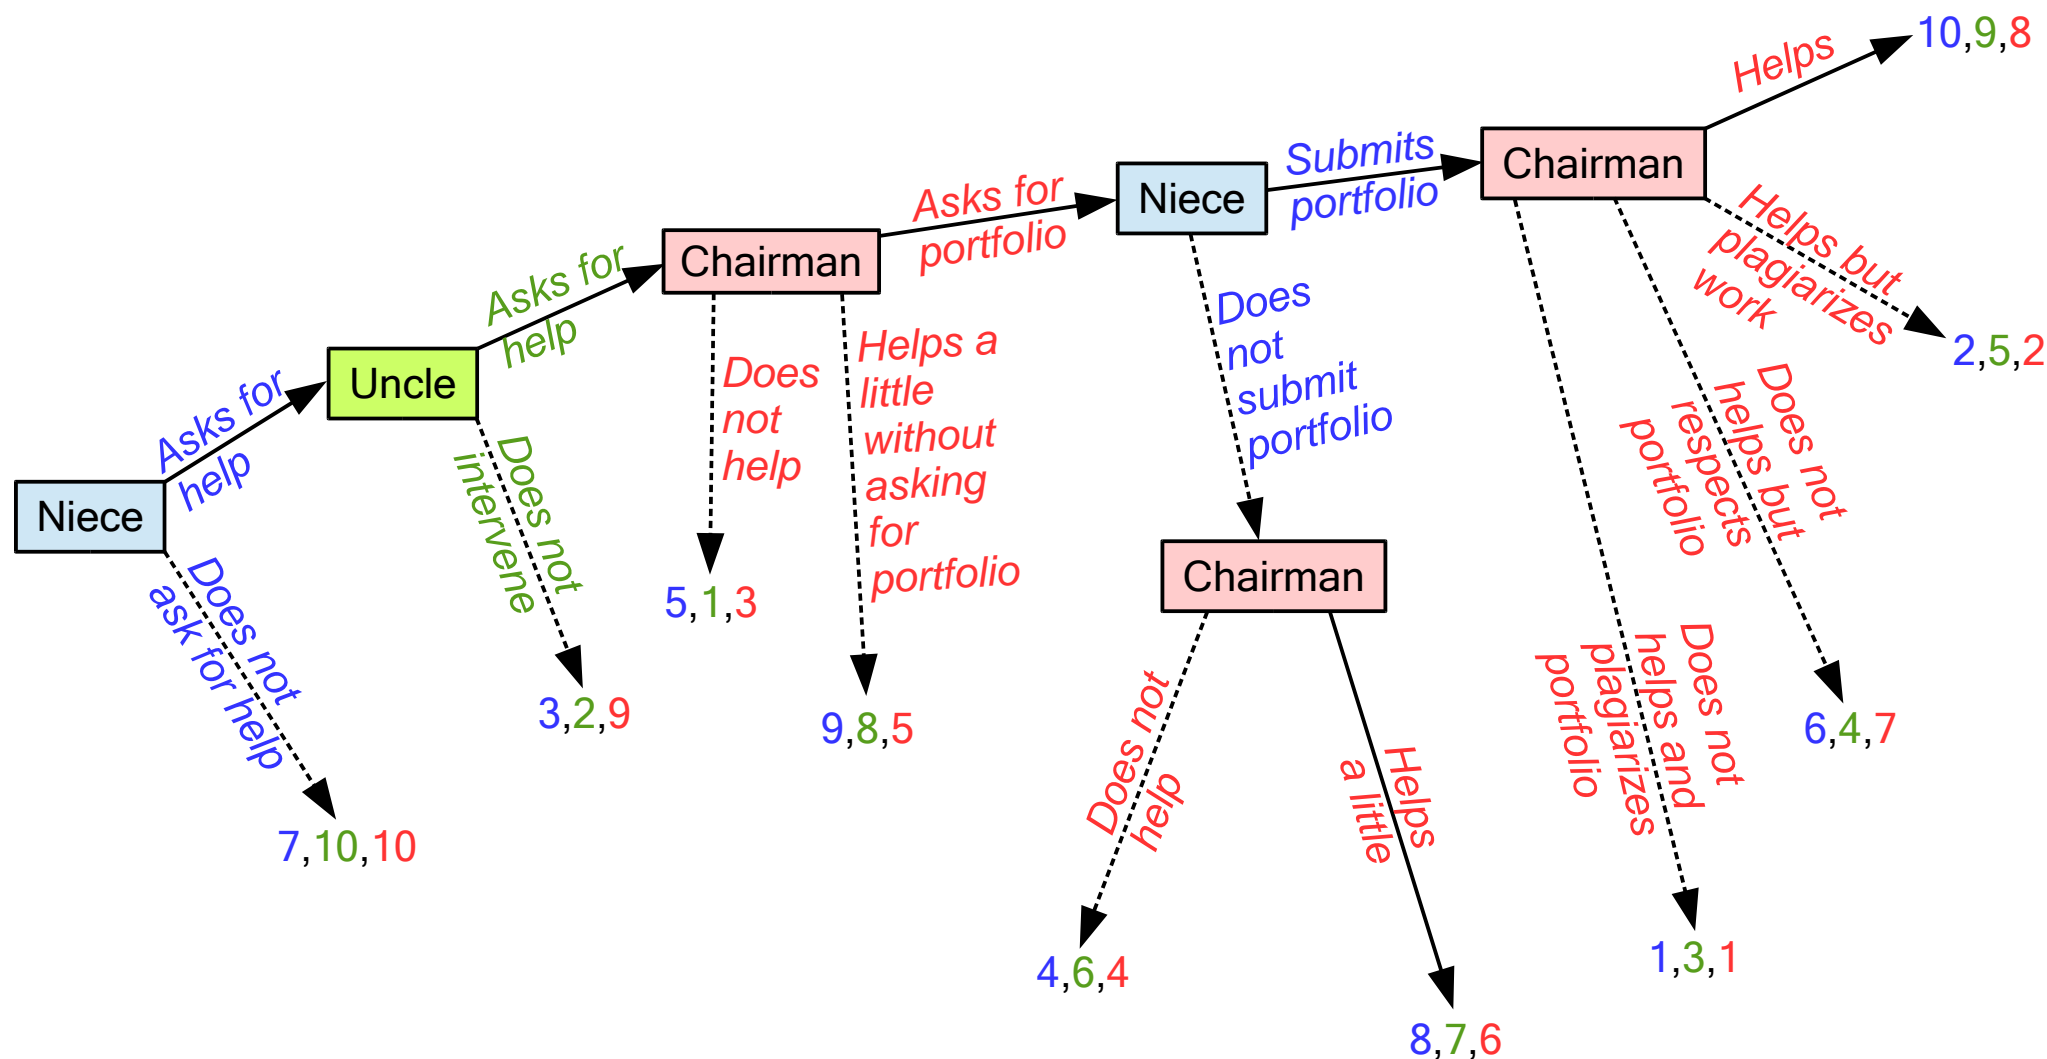 Niece
Asks for
help
Does not
ask for help
7,10,10
Uncle
Asks for
help
Does not
intervene
3,2,9
Chairman
Does
not
help
5,1,3
Helps a
little
without
asking
for
portfolio
9,8,5
Asks for
portfolio
Niece
Does
not
submit
portfolio
Chairman
Does not
help
4,6,4
Helps
a little
8,7,6
Submits
portfolio
Chairman
Helps
10,9,8
Helps but
plagiarizes
work
2,5,2
Does not
helps but
respects
portfolio
6,4,7
Does not
helps and
plagiarizes
portfolio
1,3,1